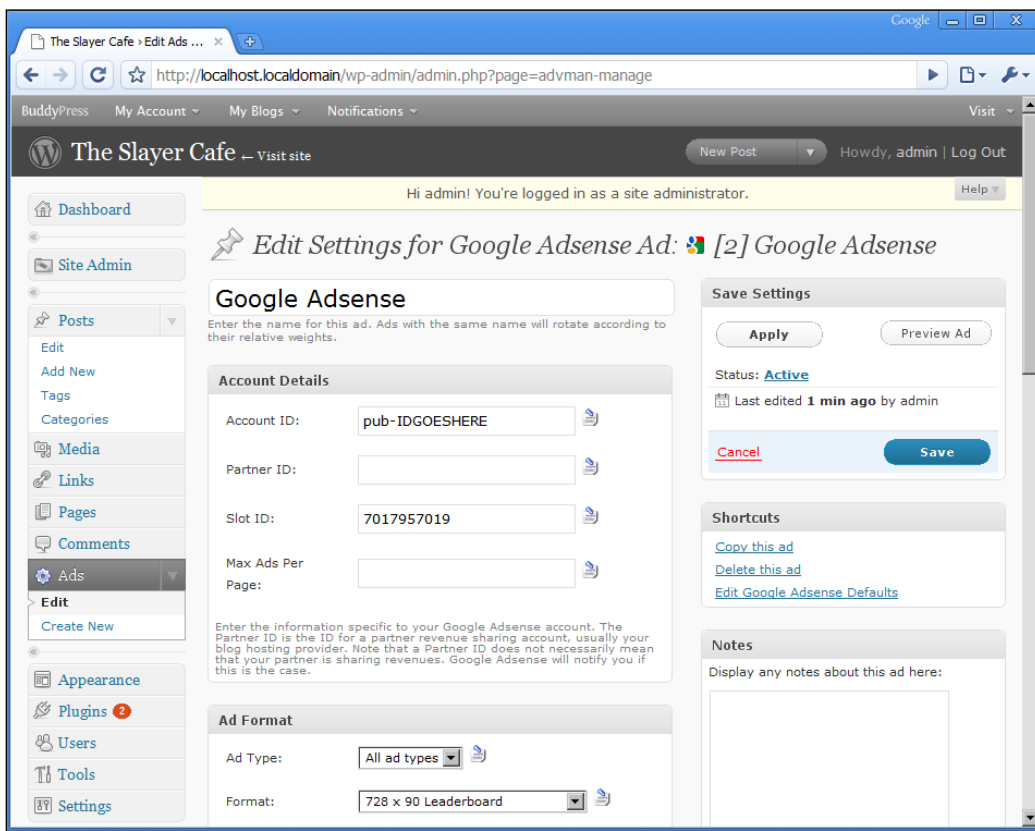 Google
The Slayer Cafe › Edit Ads ...
http://localhost.localdomain/wp-admin/admin.php?page=advman-manage
BuddyPress My Account My Blogs Notifications Visit
The Slayer Cafe ← Visit site New Post Howdy, admin | Log Out
Hi admin! You're logged in as a site administrator. Help
Dashboard
Site Admin
Posts
Edit
Add New
Tags
Categories
Media
Links
Pages
Comments
Ads
Edit
Create New
Appearance
Plugins 2
Users
Tools
Settings
Edit Settings for Google Adsense Ad: [2] Google Adsense
Google Adsense
Enter the name for this ad. Ads with the same name will rotate according to
their relative weights.
Account Details
Account ID: pub-IDGOESHERE
Partner ID:
Slot ID: 7017957019
Max Ads Per
Page:
Enter the information specific to your Google Adsense account. The
Partner ID is the ID for a partner revenue sharing account, usually your
blog hosting provider. Note that a Partner ID does not necessarily mean
that your partner is sharing revenues. Google Adsense will notify you if
this is the case.
Ad Format
Ad Type: All ad types
Format: 728 x 90 Leaderboard
Save Settings
Apply Preview Ad
Status: Active
Last edited 1 min ago by admin
Cancel Save
Shortcuts
Copy this ad
Delete this ad
Edit Google Adsense Defaults
Notes
Display any notes about this ad here: